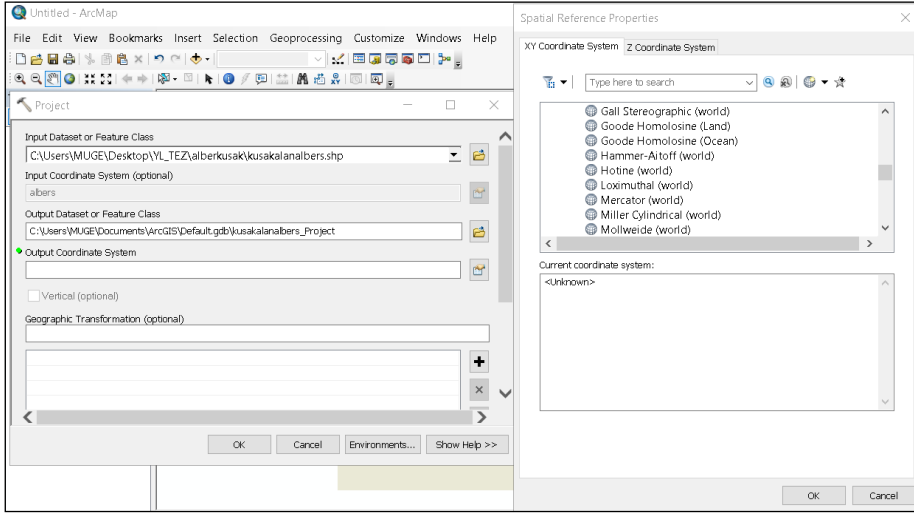 Untitled - ArcMap
File Edit View Bookmarks Insert Selection Geoprocessing Customize Windows Help
Project
Input Dataset or Feature Class
C:\Users\MUGE\Desktop\YL_TEZ\alberkusak\kusakalanalbers.shp
Input Coordinate System (optional)
albers
Output Dataset or Feature Class
C:\Users\MUGE\Documents\ArcGIS\Default.gdb\kusakalanalbers_Project
Output Coordinate System
Vertical (optional)
Geographic Transformation (optional)
OK Cancel Environments... Show Help >>
Spatial Reference Properties
XY Coordinate System Z Coordinate System
Type here to search
Gall Stereographic (world)
Goode Homolosine (Land)
Goode Homolosine (Ocean)
Hammer-Aitoff (world)
Hotine (world)
Loximuthal (world)
Mercator (world)
Miller Cylindrical (world)
Mollweide (world)
Current coordinate system:
<Unknown>
OK Cancel